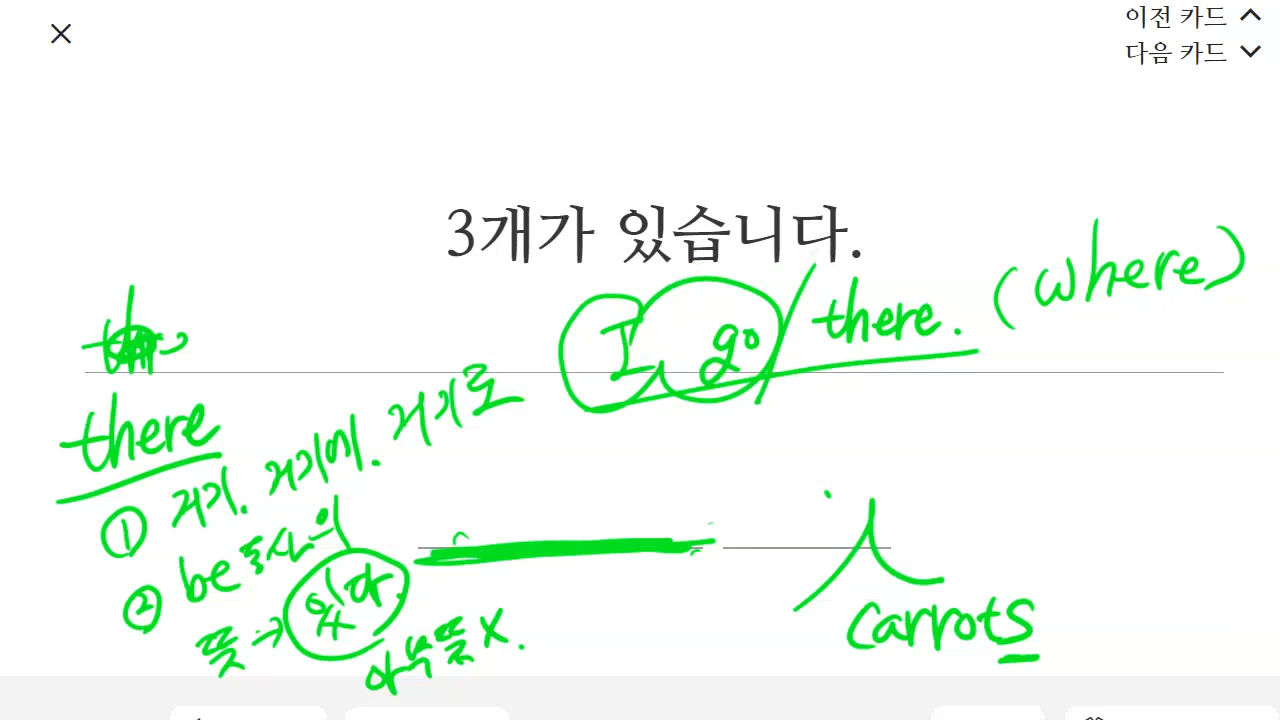 이전 카드
다음 카드
3개가 있습니다.
I go / there. (where)
there
① 거기. 거기에. 거기로
② be동사의
뜻 → 있다.
아무 뜻 X.
carrots